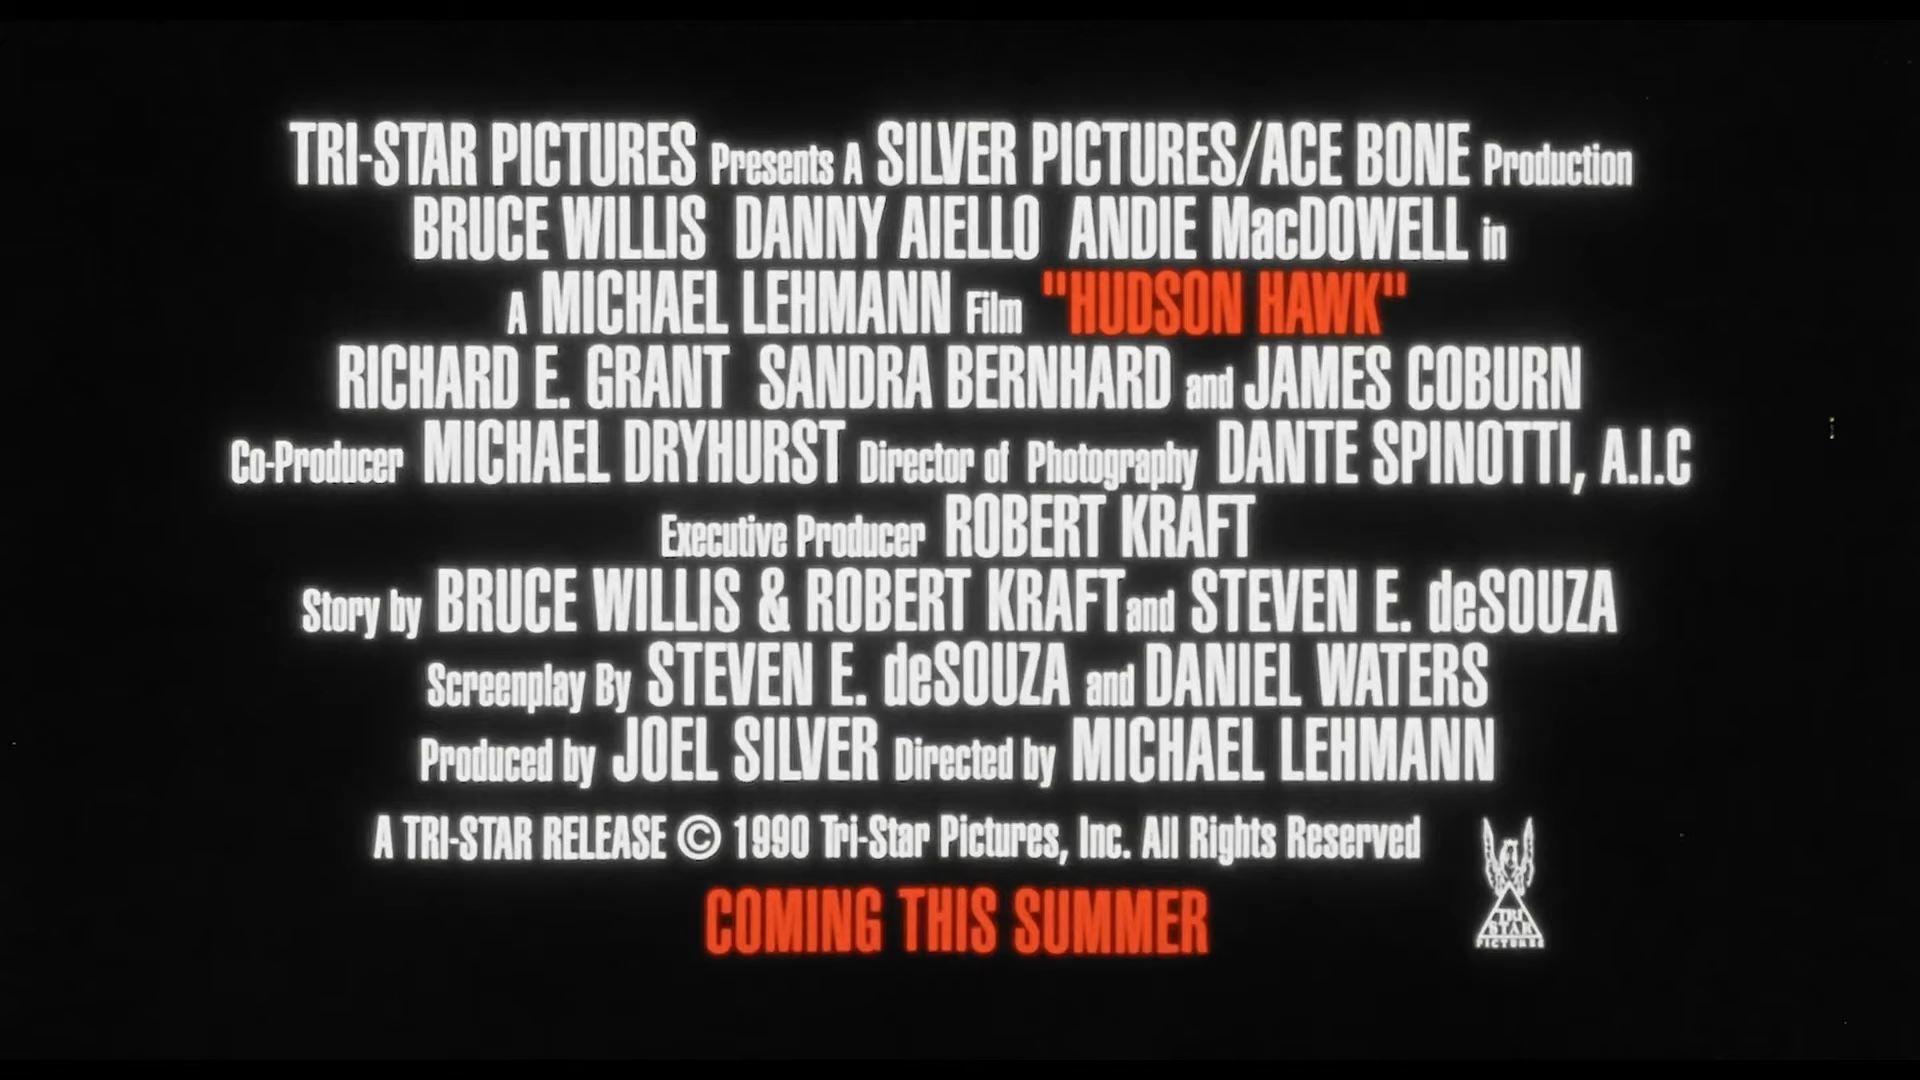 TRI-STAR PICTURES Presents A SILVER PICTURES/ACE BONE Production
BRUCE WILLIS DANNY AIELLO ANDIE MacDOWELL in
A MICHAEL LEHMANN Film "HUDSON HAWK"
RICHARD E. GRANT SANDRA BERNHARD and JAMES COBURN
Co-Producer MICHAEL DRYHURST Director of Photography DANTE SPINOTTI, A.I.C
Executive Producer ROBERT KRAFT
Story by BRUCE WILLIS & ROBERT KRAFT and STEVEN E. deSOUZA
Screenplay By STEVEN E. deSOUZA and DANIEL WATERS
Produced by JOEL SILVER Directed by MICHAEL LEHMANN
A TRI-STAR RELEASE © 1990 Tri-Star Pictures, Inc. All Rights Reserved
TRI
STAR
PICTURES
COMING THIS SUMMER